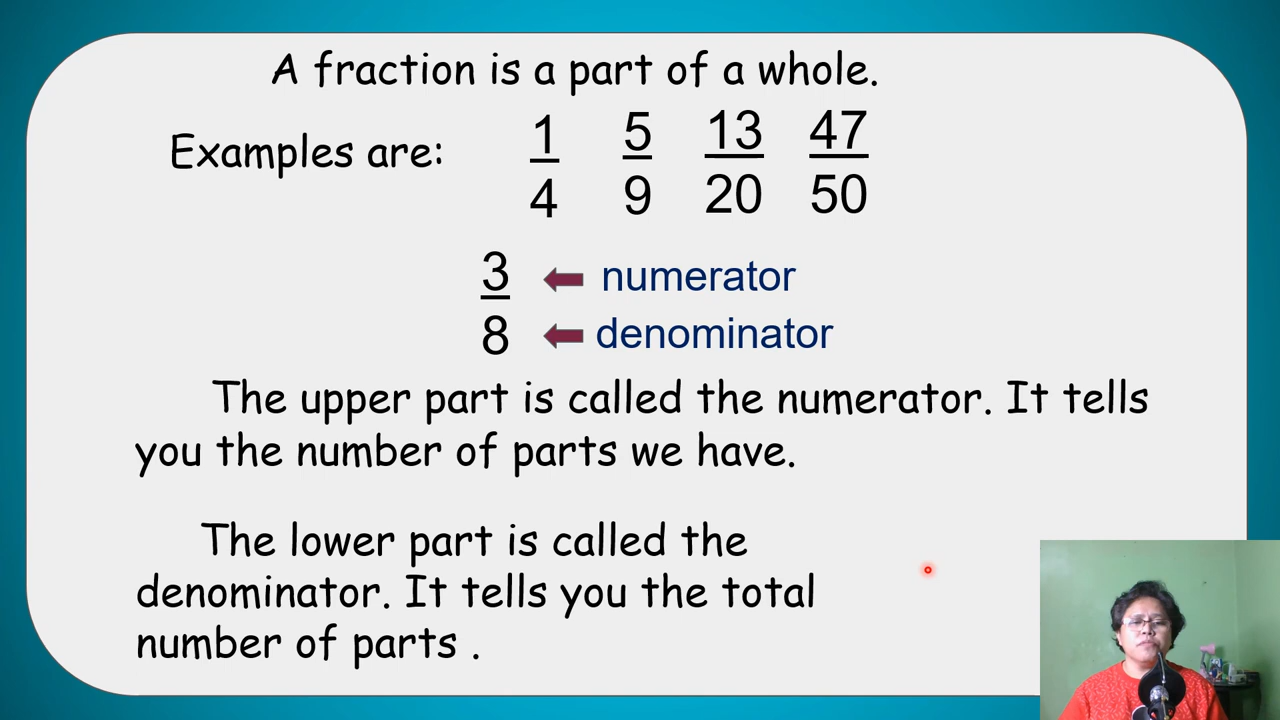 A fraction is a part of a whole.
Examples are:
1 5 13 47
4 9 20 50
3 numerator
8 denominator
The upper part is called the numerator. It tells
you the number of parts we have.
The lower part is called the
denominator. It tells you the total
number of parts .